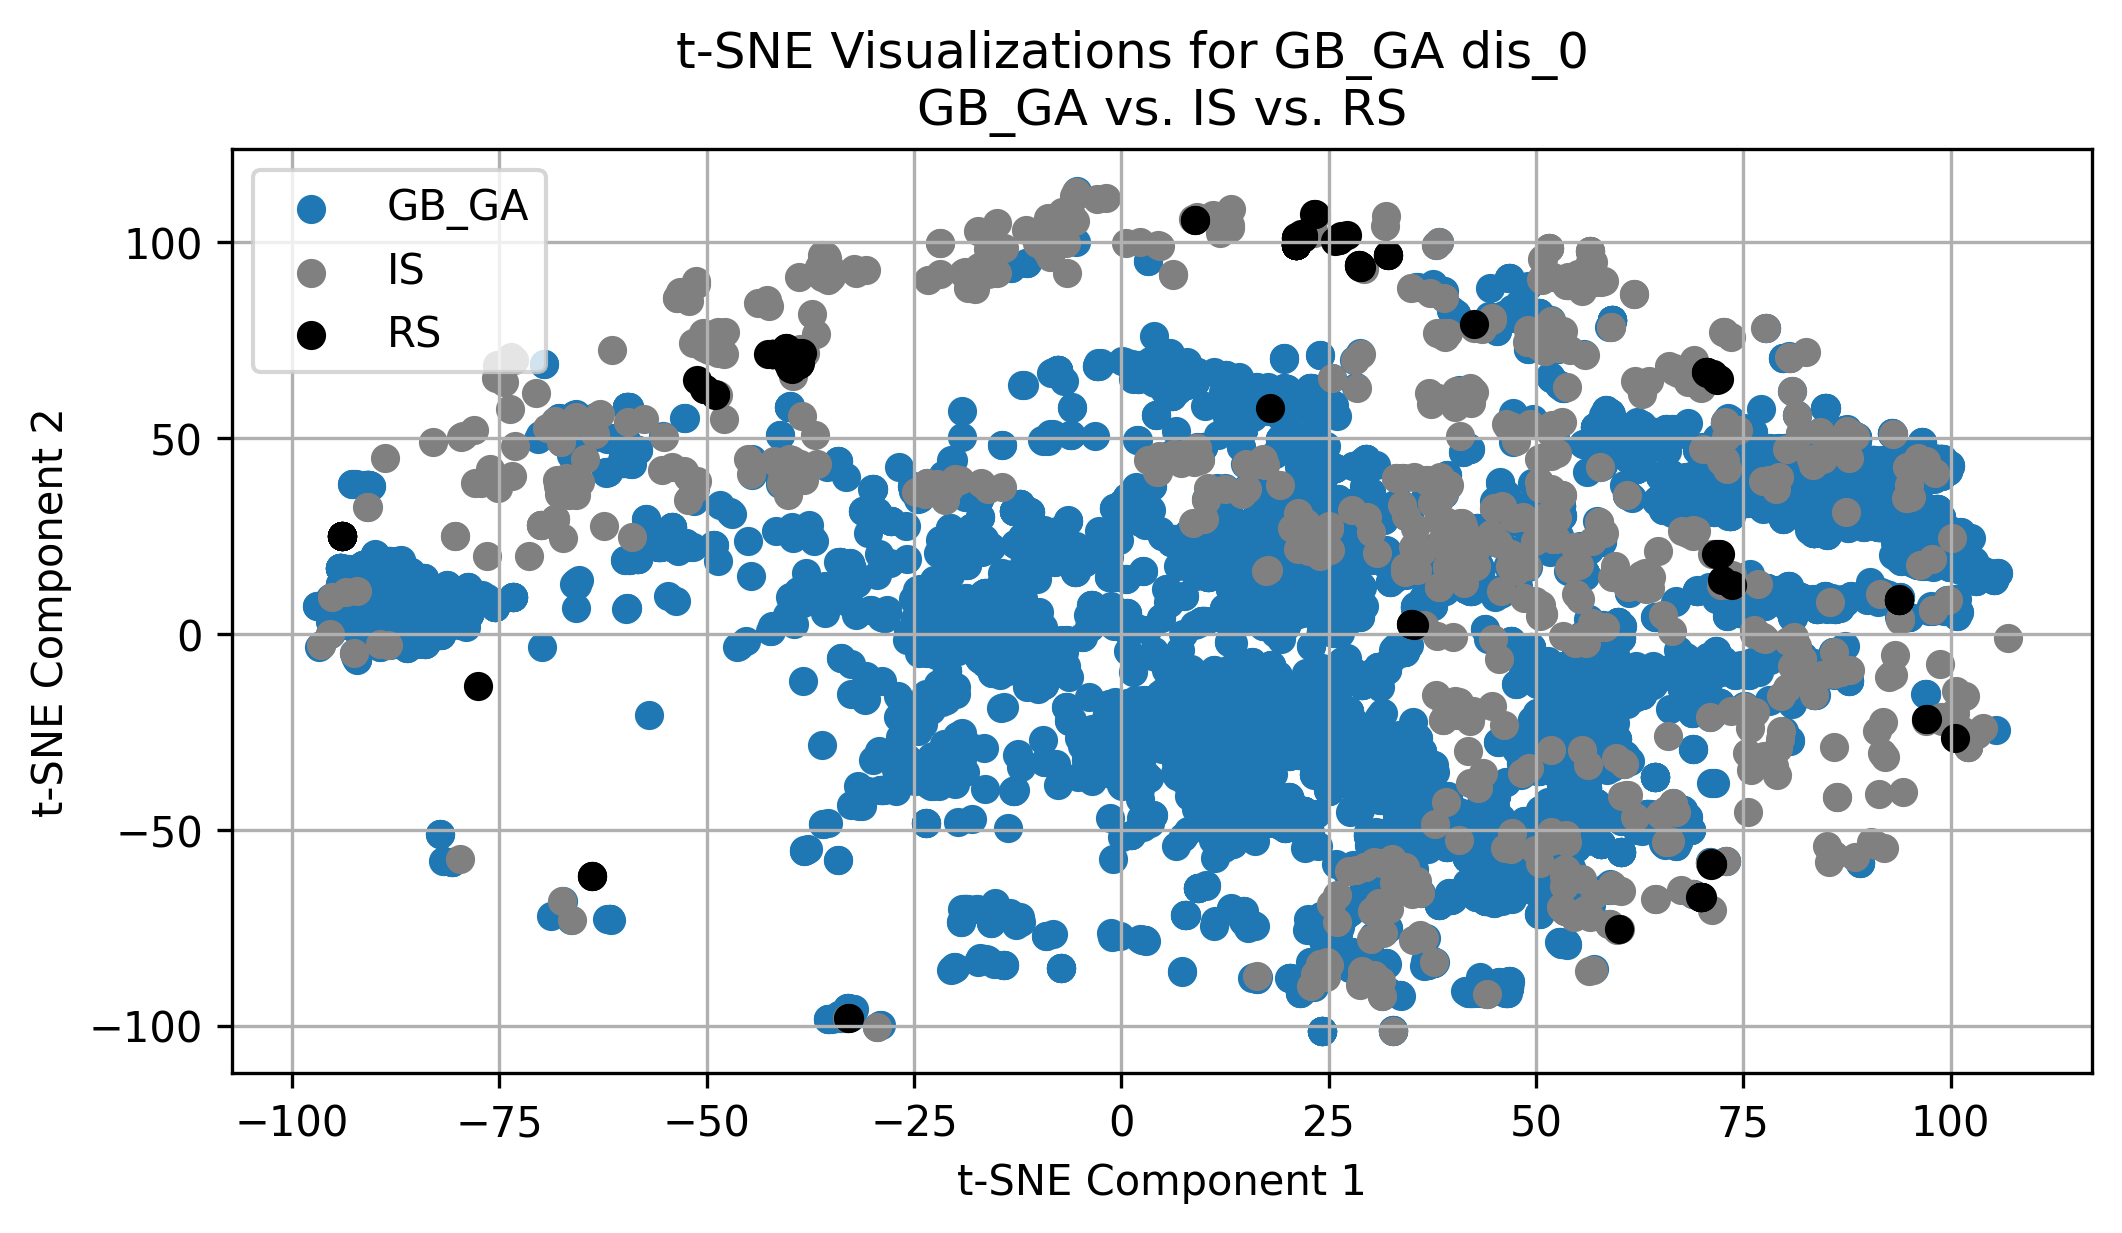 t-SNE Visualizations for GB_GA dis_0
GB_GA vs. IS vs. RS
GB_GA
IS
RS
t-SNE Component 2
100
50
0
−50
−100
−100
−75
−50
−25
0
25
50
75
100
t-SNE Component 1